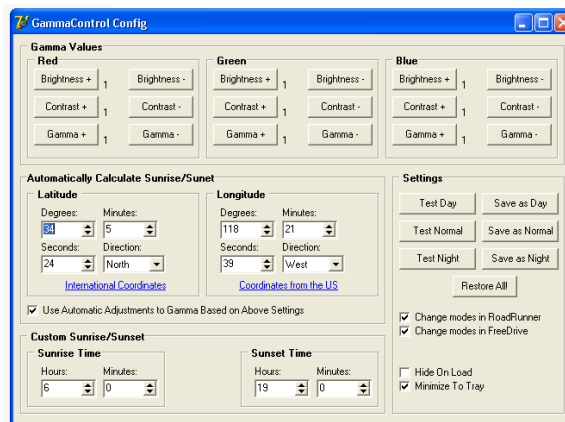 GammaControl Config
Gamma Values
Red Green Blue
Brightness + 1 Brightness - Brightness + 1 Brightness - Brightness + 1 Brightness -
Contrast + 1 Contrast - Contrast + 1 Contrast - Contrast + 1 Contrast -
Gamma + 1 Gamma - Gamma + 1 Gamma - Gamma + 1 Gamma -
Automatically Calculate Sunrise/Sunet
Latitude Longitude
Degrees: Minutes: Degrees: Minutes:
34 5 118 21
Seconds: Direction: Seconds: Direction:
24 North 39 West
International Coordinates Coordinates from the US
Use Automatic Adjustments to Gamma Based on Above Settings
Custom Sunrise/Sunset
Sunrise Time Sunset Time
Hours: Minutes: Hours: Minutes:
6 0 19 0
Settings
Test Day Save as Day
Test Normal Save as Normal
Test Night Save as Night
Restore All!
Change modes in RoadRunner
Change modes in FreeDrive
Hide On Load
Minimize To Tray